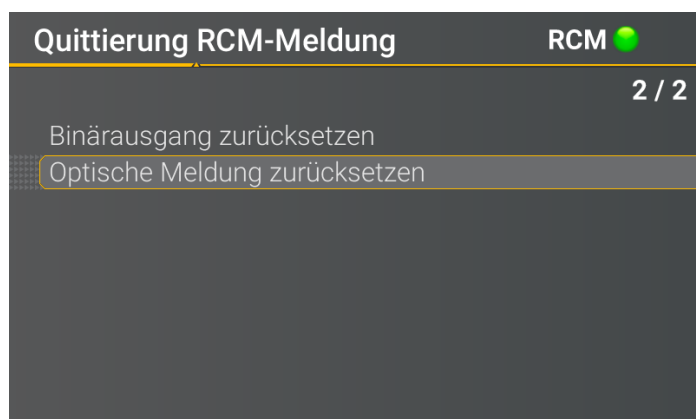 Quittierung RCM-Meldung RCM
2 / 2
Binärausgang zurücksetzen
Optische Meldung zurücksetzen